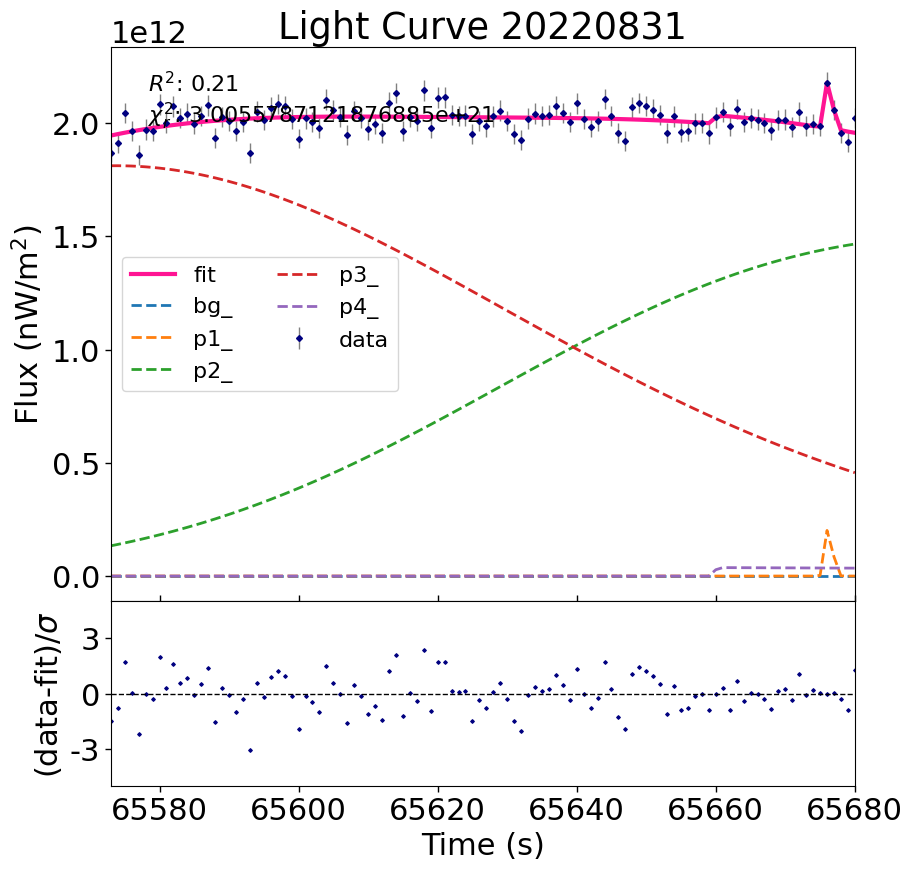 Light Curve 20220831
1e12
R²: 0.21
χ²: 3.0055787121876885e+21
2.0
1.5
1.0
0.5
0.0
Flux (nW/m²)
fit
bg_
p1_
p2_
p3_
p4_
data
3
0
-3
(data-fit)/σ
65580 65600 65620 65640 65660 65680
Time (s)